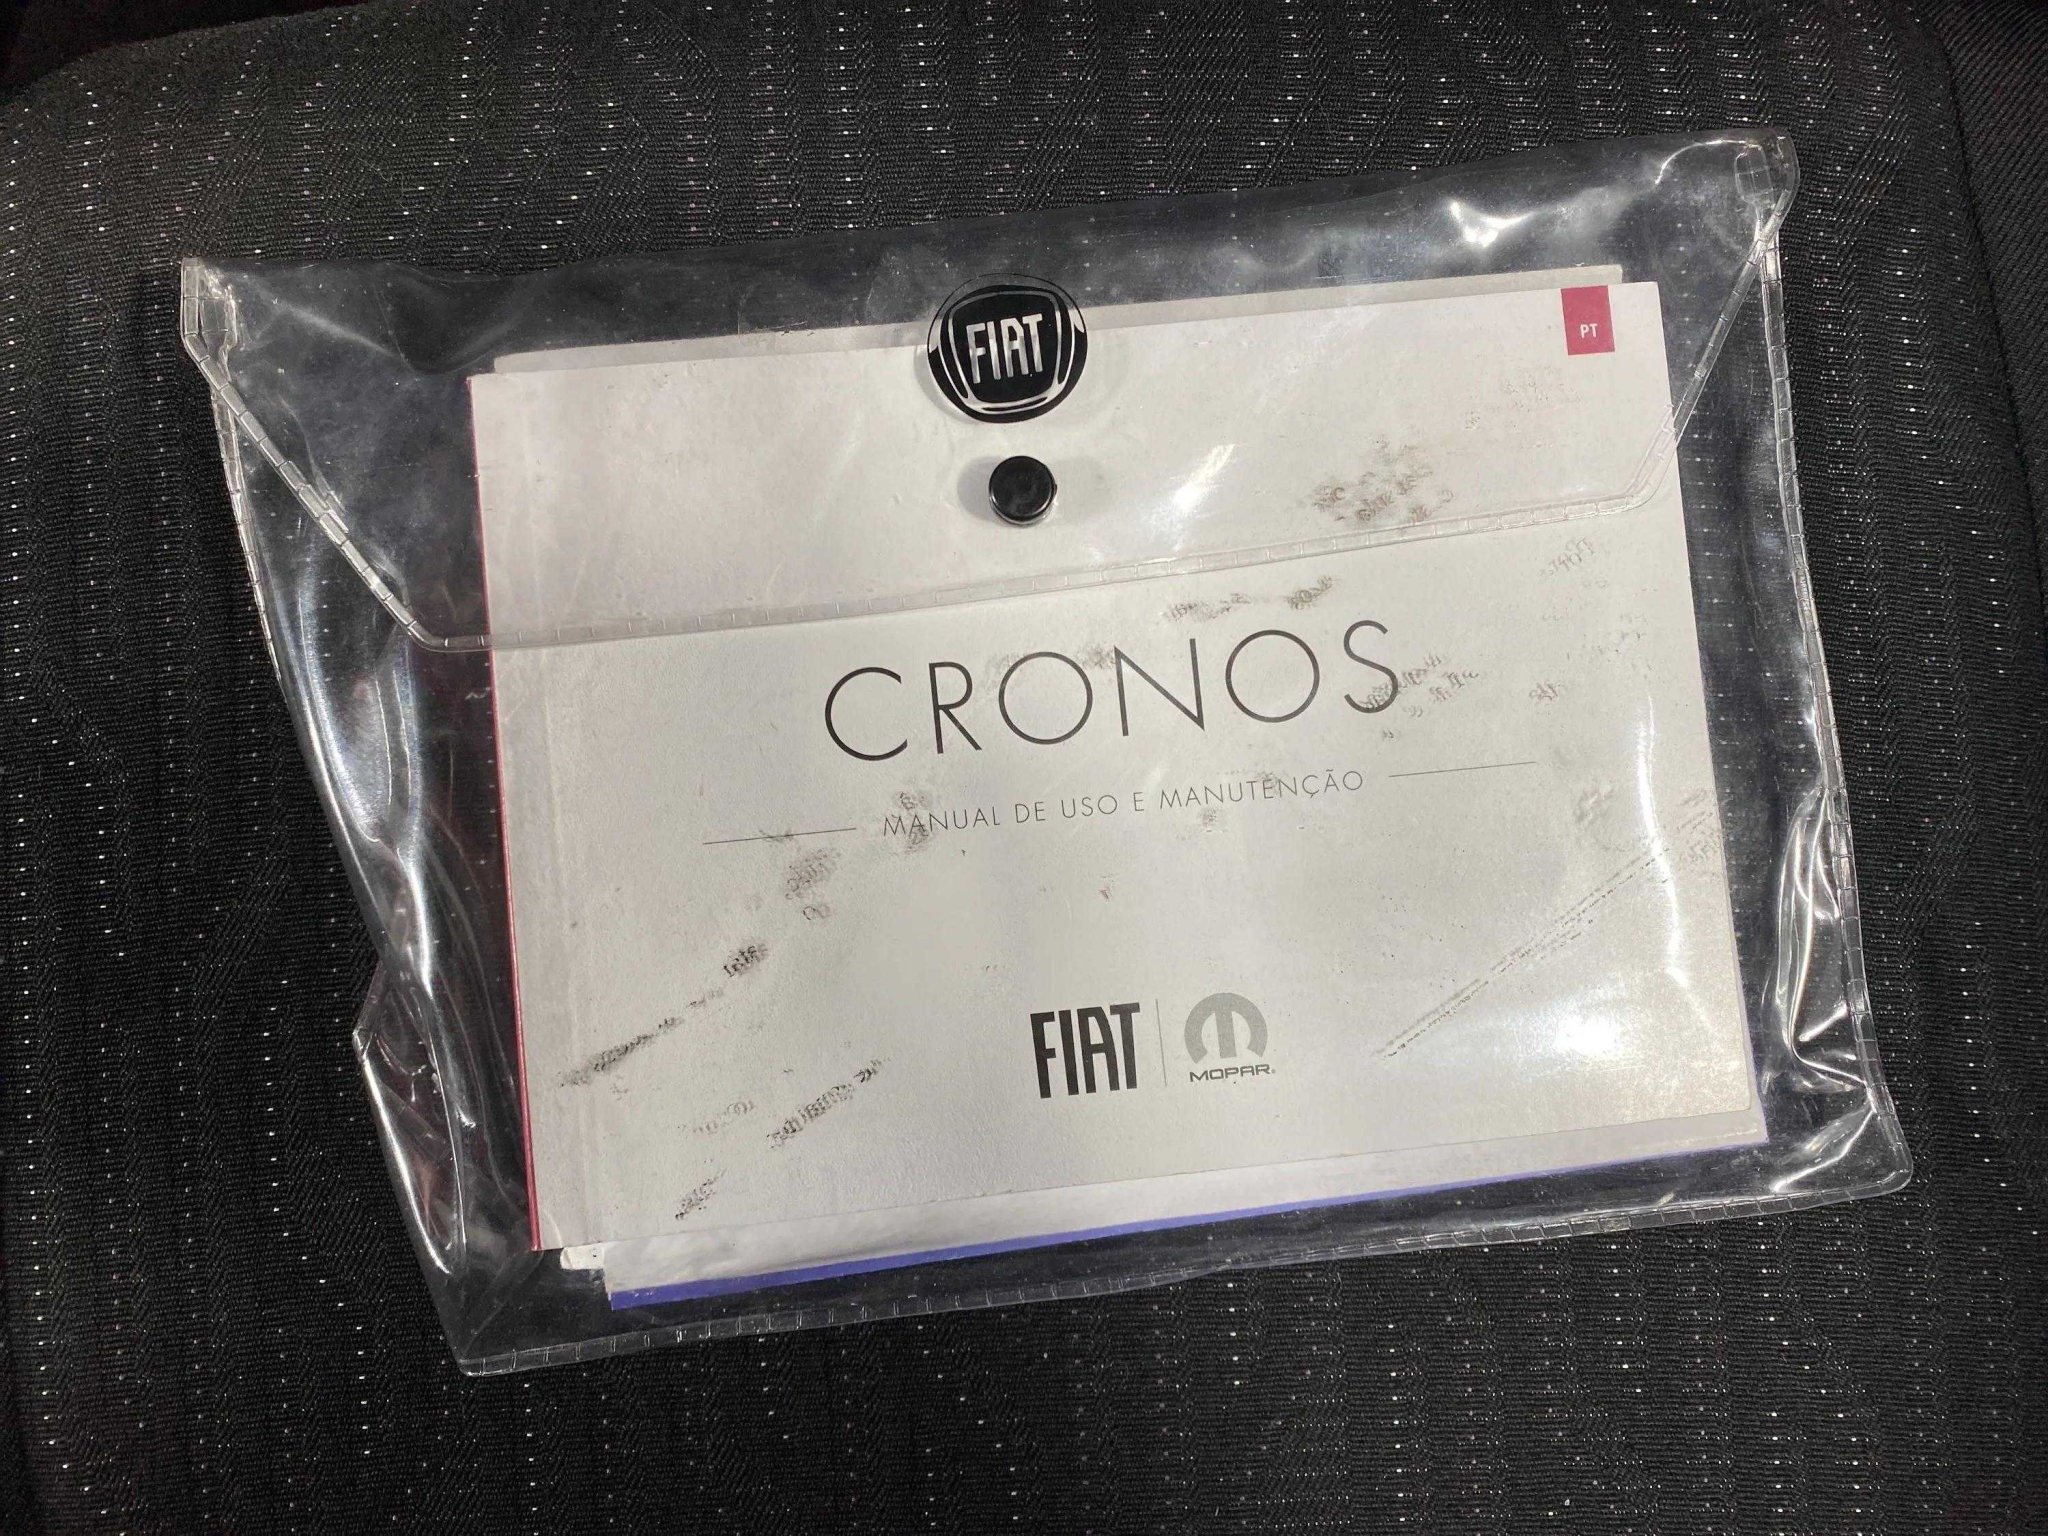 FIAT
PT
CRONOS
MANUAL DE USO E MANUTENÇÃO
FIAT
MOPAR®